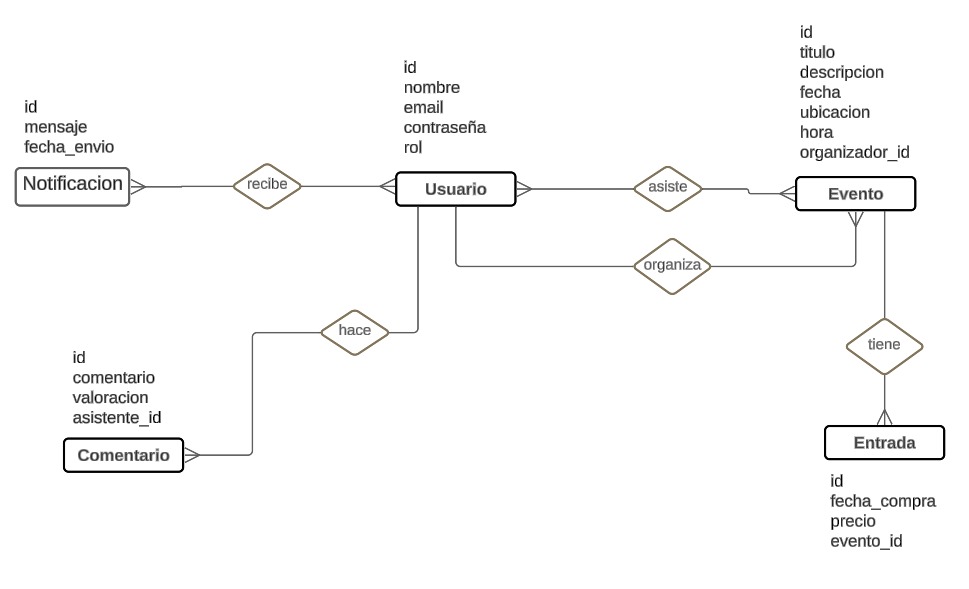 id
mensaje
fecha_envio
Notificacion
recibe
id
nombre
email
contraseña
rol
Usuario
asiste
organiza
id
titulo
descripcion
fecha
ubicacion
hora
organizador_id
Evento
hace
tiene
id
comentario
valoracion
asistente_id
Comentario
Entrada
id
fecha_compra
precio
evento_id